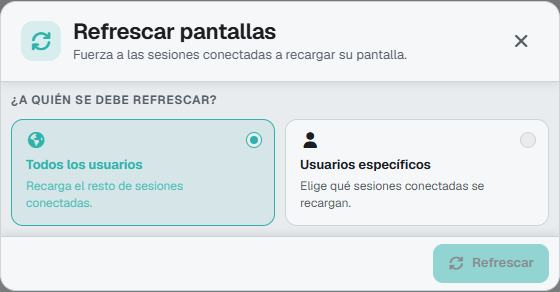 Refrescar pantallas
Fuerza a las sesiones conectadas a recargar su pantalla.
¿A QUIÉN SE DEBE REFRESCAR?
Todos los usuarios
Recarga el resto de sesiones
conectadas.
Usuarios específicos
Elige qué sesiones conectadas se
recargan.
Refrescar